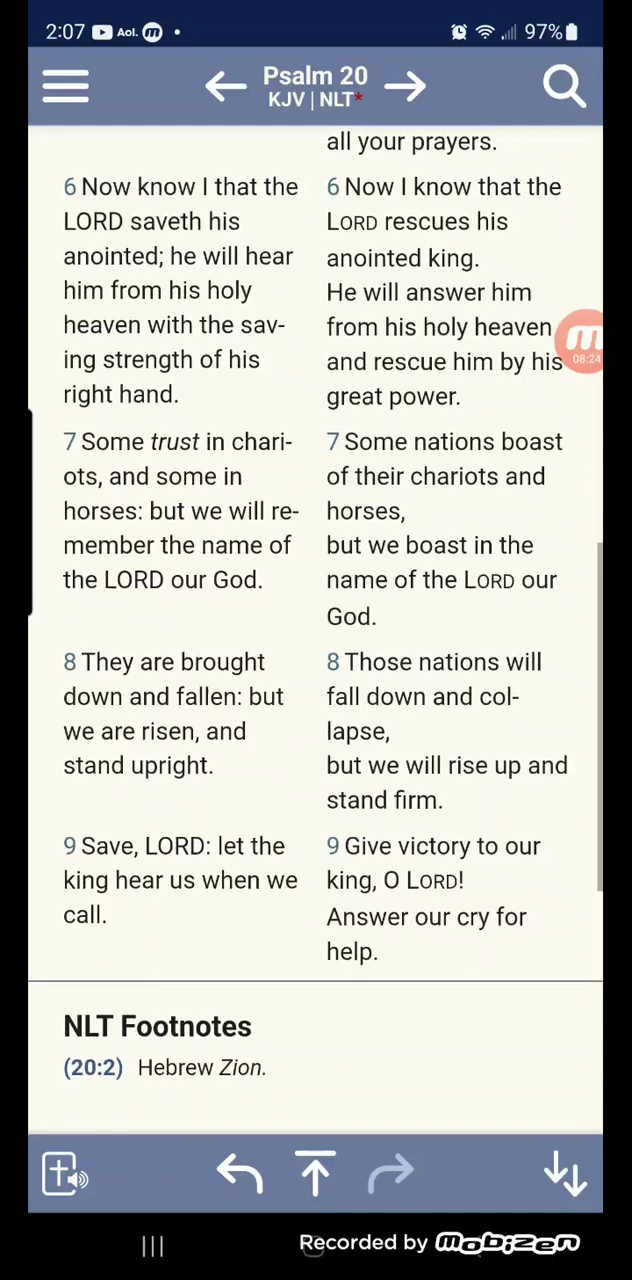 2:07 Aol. m • 97%
Psalm 20
KJV | NLT*
all your prayers.
6 Now know I that the
LORD saveth his
anointed; he will hear
him from his holy
heaven with the sav-
ing strength of his
right hand.
6 Now I know that the
LORD rescues his
anointed king.
He will answer him
from his holy heaven
and rescue him by his
great power.
m
08:24
7 Some trust in chari-
ots, and some in
horses: but we will re-
member the name of
the LORD our God.
7 Some nations boast
of their chariots and
horses,
but we boast in the
name of the LORD our
God.
8 They are brought
down and fallen: but
we are risen, and
stand upright.
8 Those nations will
fall down and col-
lapse,
but we will rise up and
stand firm.
9 Save, LORD: let the
king hear us when we
call.
9 Give victory to our
king, O LORD!
Answer our cry for
help.
NLT Footnotes
(20:2) Hebrew Zion.
Recorded by mobizen